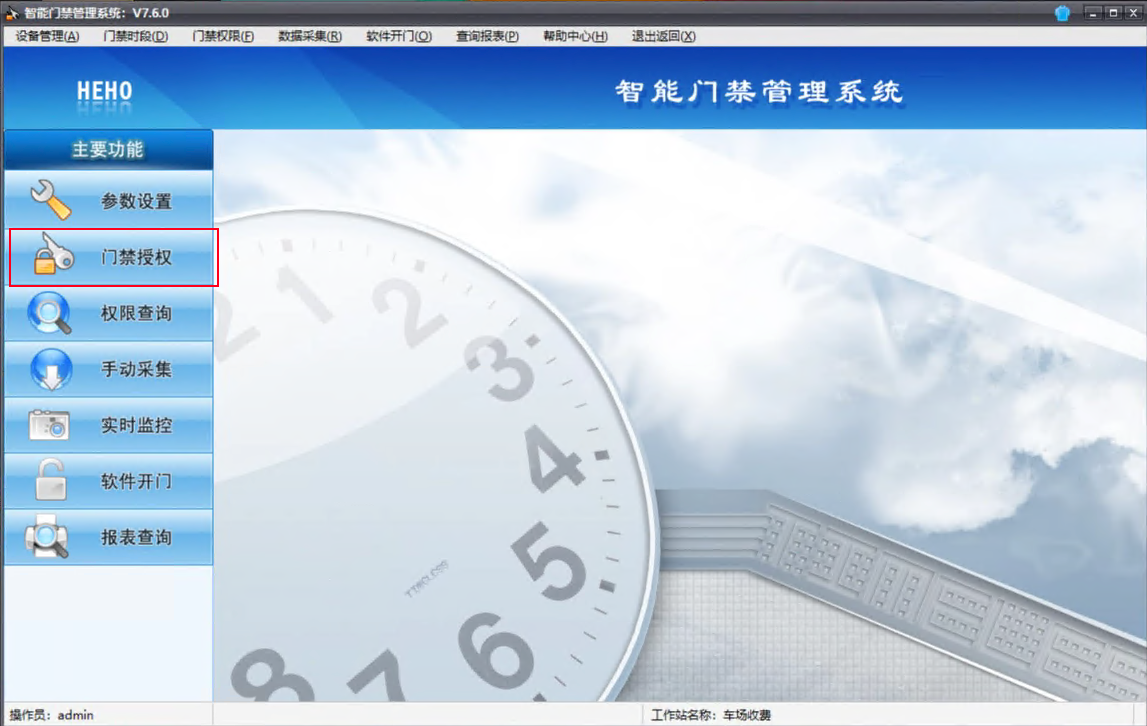 智能门禁管理系统：V7.6.0
设备管理(A) 门禁时段(D) 门禁权限(F) 数据采集(R) 软件开门(O) 查询报表(P) 帮助中心(H) 退出返回(X)
HEHO
智能门禁管理系统
主要功能
参数设置
门禁授权
权限查询
手动采集
实时监控
软件开门
报表查询
2
1
2
3
4
5
6
7
8
操作员：admin
工作站名称：车场收费